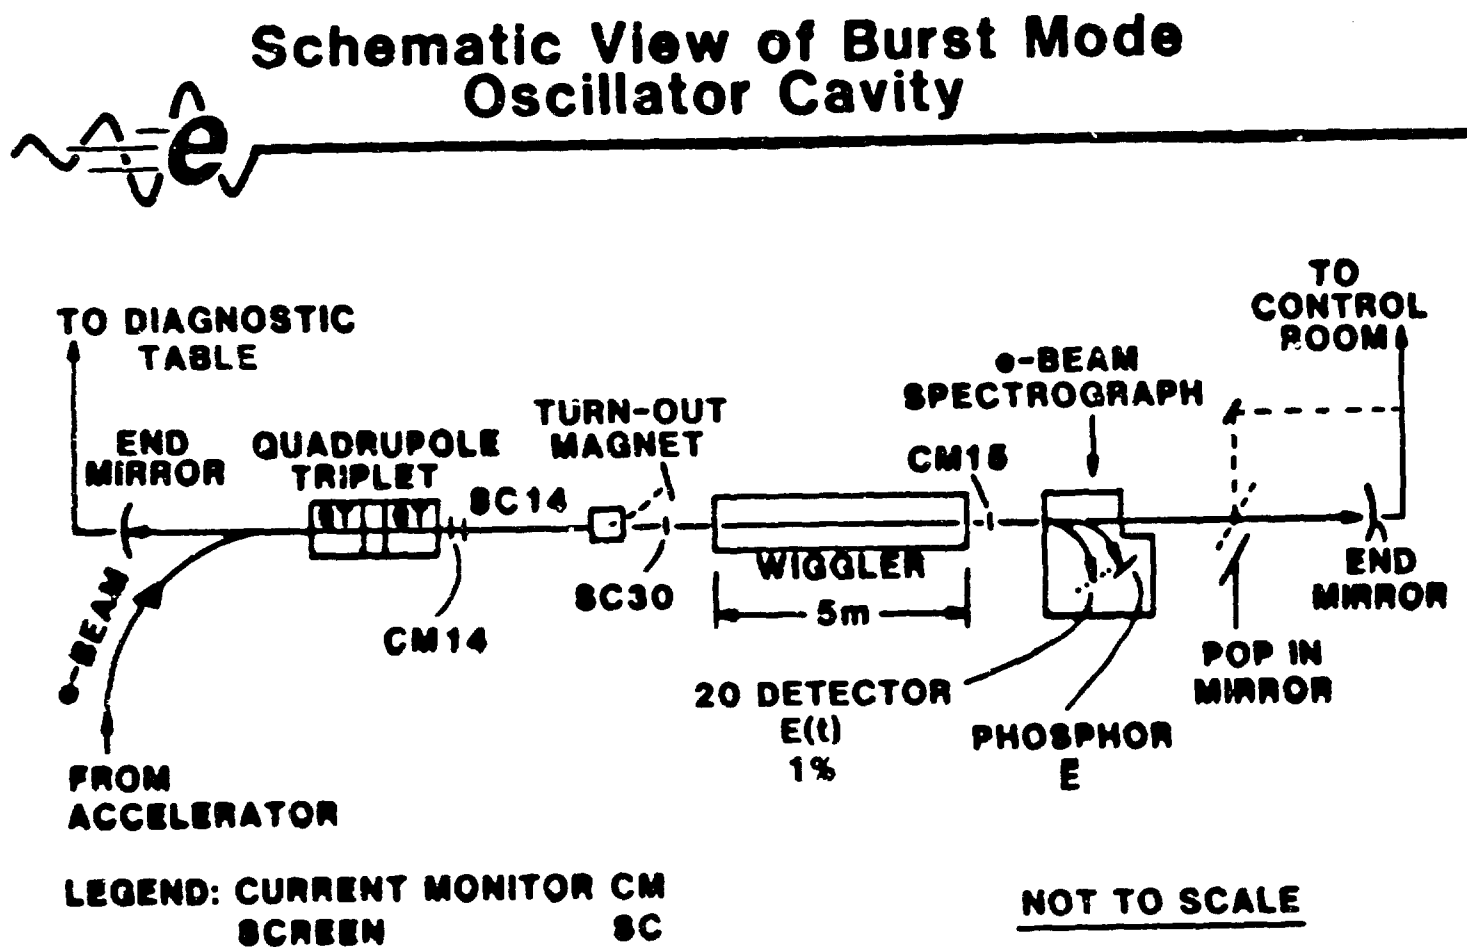 Schematic View of Burst Mode
Oscillator Cavity
e
TO DIAGNOSTIC
TABLE
TO
CONTROL
ROOM
e-BEAM
SPECTROGRAPH
TURN-OUT
MAGNET
END
MIRROR
QUADRUPOLE
TRIPLET
SC14
CM15
WIGGLER
SC30
5m
CM14
END
MIRROR
e-BEAM
POP IN
MIRROR
20 DETECTOR
E(t)
1%
PHOSPHOR
E
FROM
ACCELERATOR
LEGEND: CURRENT MONITOR CM
SCREEN SC
NOT TO SCALE